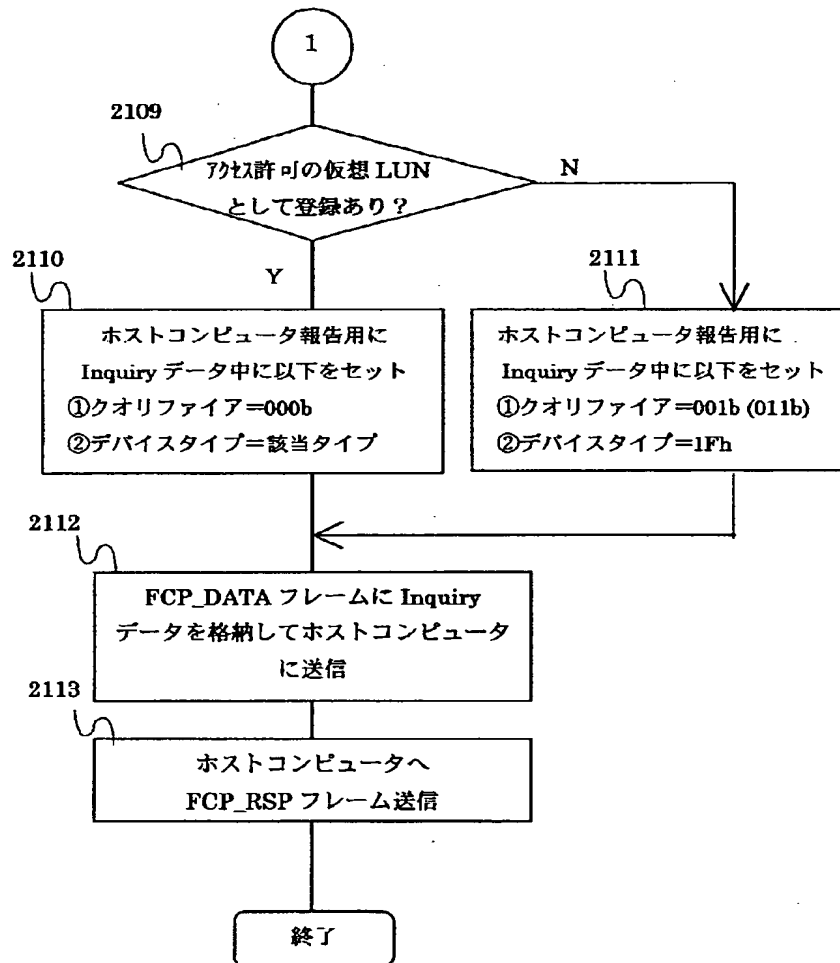 1
2109
アクセス許可の仮想 LUN
として登録あり？
N
Y
2110
ホストコンピュータ報告用に
Inquiry データ中に以下をセット
①クオリファイア=000b
②デバイスタイプ=該当タイプ
2111
ホストコンピュータ報告用に
Inquiry データ中に以下をセット
①クオリファイア=001b (011b)
②デバイスタイプ=1Fh
2112
FCP_DATA フレームに Inquiry
データを格納してホストコンピュータ
に送信
2113
ホストコンピュータへ
FCP_RSP フレーム送信
終了